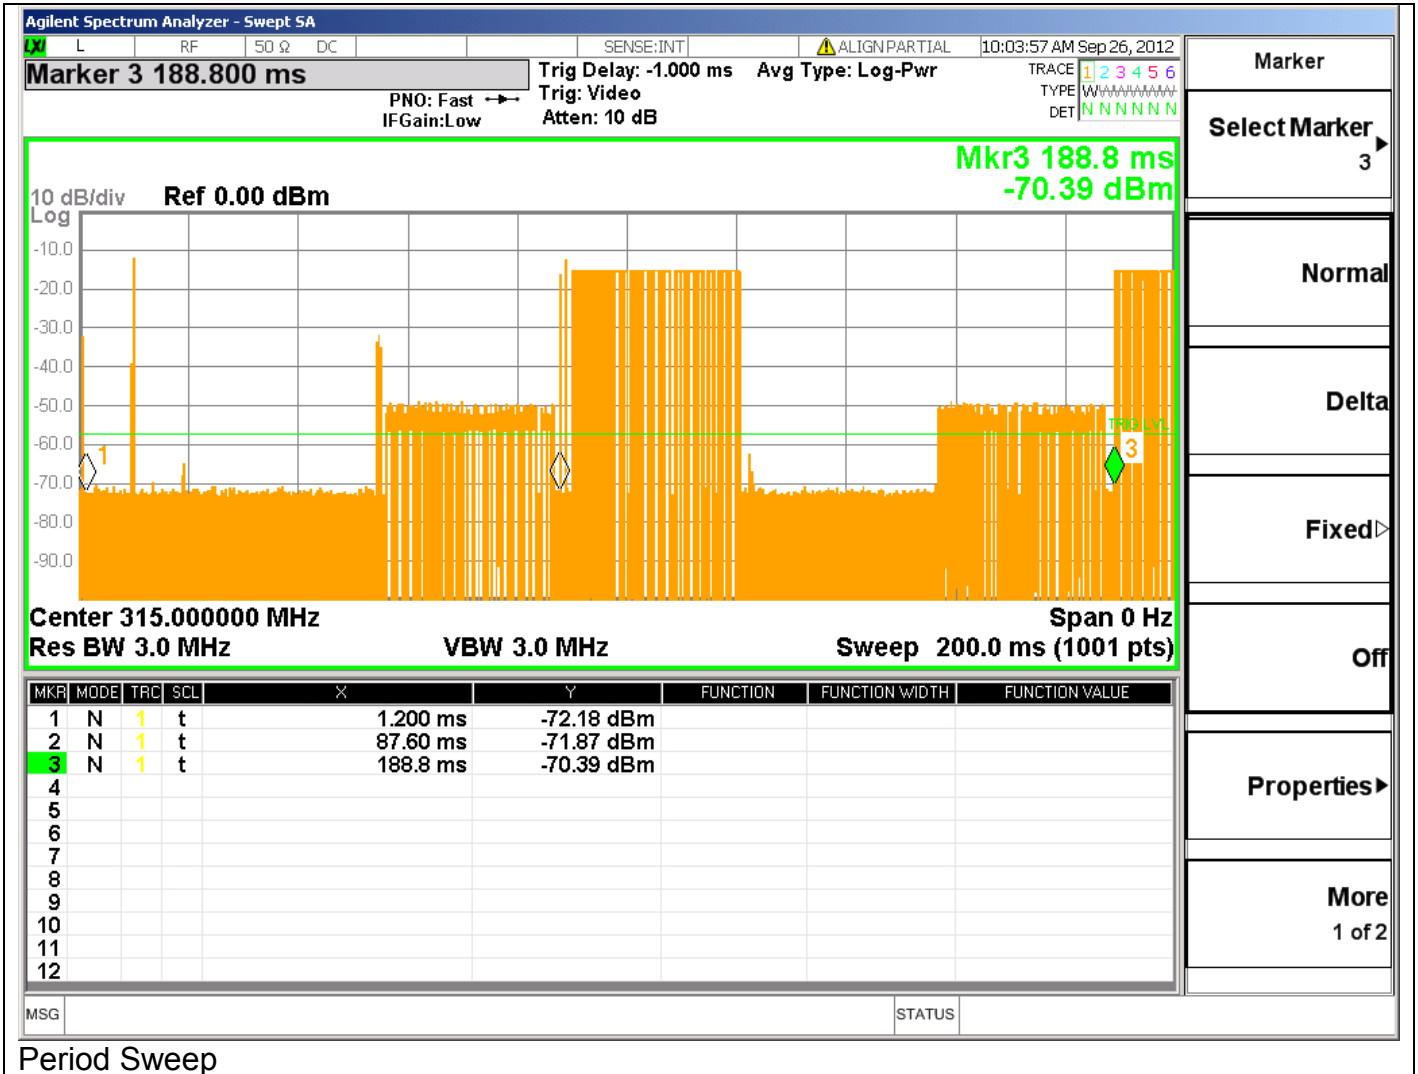 Agilent Spectrum Analyzer - Swept SA
LXI L RF 50 Ω DC SENSE:INT ALIGN PARTIAL 10:03:57 AM Sep 26, 2012
Marker 3 188.800 ms
PNO: Fast
IFGain:Low
Trig Delay: -1.000 ms
Trig: Video
Atten: 10 dB
Avg Type: Log-Pwr
TRACE 1 2 3 4 5 6
TYPE WWWWWW
DET N N N N N N
Mkr3 188.8 ms
-70.39 dBm
10 dB/div Ref 0.00 dBm
Log
-10.0
-20.0
-30.0
-40.0
-50.0
-60.0
-70.0
-80.0
-90.0
1
TRIG LVL
3
Center 315.000000 MHz Span 0 Hz
Res BW 3.0 MHz VBW 3.0 MHz Sweep 200.0 ms (1001 pts)
MKR MODE TRC SCL X Y FUNCTION FUNCTION WIDTH FUNCTION VALUE
1 N 1 t 1.200 ms -72.18 dBm
2 N 1 t 87.60 ms -71.87 dBm
3 N 1 t 188.8 ms -70.39 dBm
4
5
6
7
8
9
10
11
12
MSG STATUS
Marker
Select Marker
3
Normal
Delta
Fixed
Off
Properties
More
1 of 2
Period Sweep